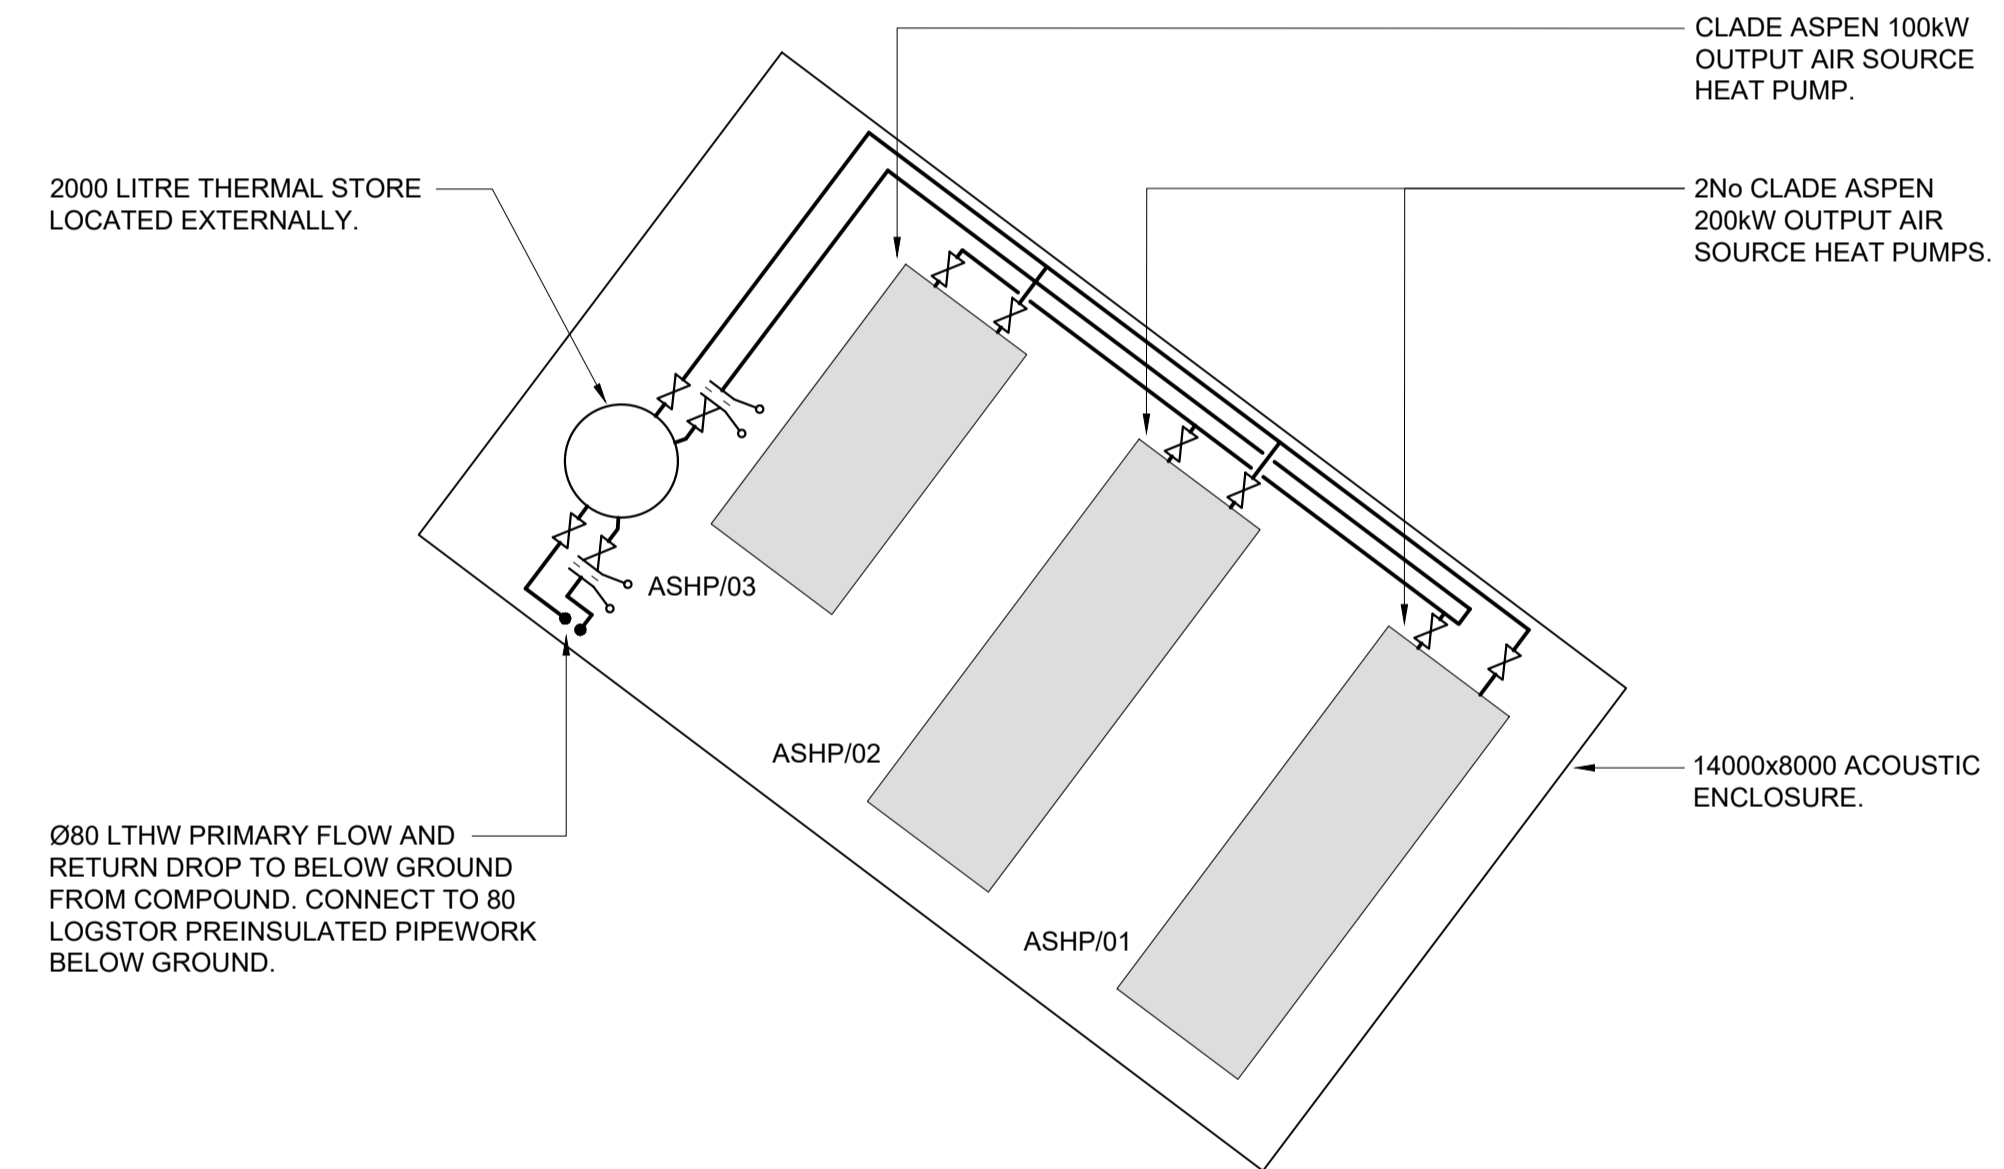 CLADE ASPEN 100kW
OUTPUT AIR SOURCE
HEAT PUMP.
2000 LITRE THERMAL STORE
LOCATED EXTERNALLY.
2No CLADE ASPEN
200kW OUTPUT AIR
SOURCE HEAT PUMPS.
ASHP/03
ASHP/02
14000x8000 ACOUSTIC
ENCLOSURE.
Ø80 LTHW PRIMARY FLOW AND
RETURN DROP TO BELOW GROUND
FROM COMPOUND. CONNECT TO 80
LOGSTOR PREINSULATED PIPEWORK
BELOW GROUND.
ASHP/01